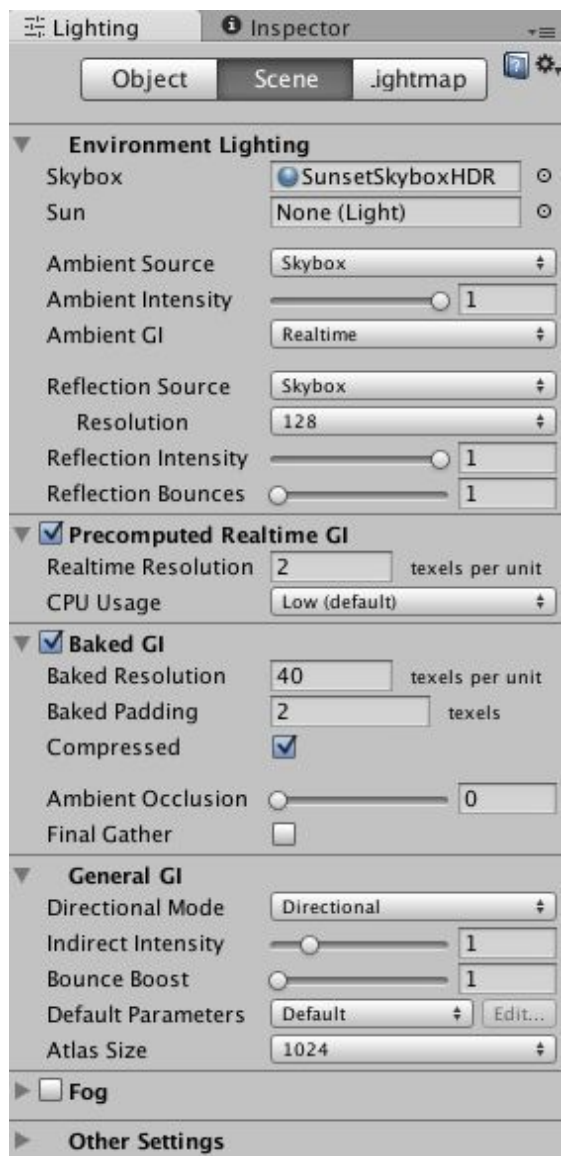 Lighting Inspector
Object Scene .ightmap
Environment Lighting
Skybox SunsetSkyboxHDR
Sun None (Light)
Ambient Source Skybox
Ambient Intensity 1
Ambient GI Realtime
Reflection Source Skybox
Resolution 128
Reflection Intensity 1
Reflection Bounces 1
Precomputed Realtime GI
Realtime Resolution 2 texels per unit
CPU Usage Low (default)
Baked GI
Baked Resolution 40 texels per unit
Baked Padding 2 texels
Compressed
Ambient Occlusion 0
Final Gather
General GI
Directional Mode Directional
Indirect Intensity 1
Bounce Boost 1
Default Parameters Default Edit...
Atlas Size 1024
Fog
Other Settings